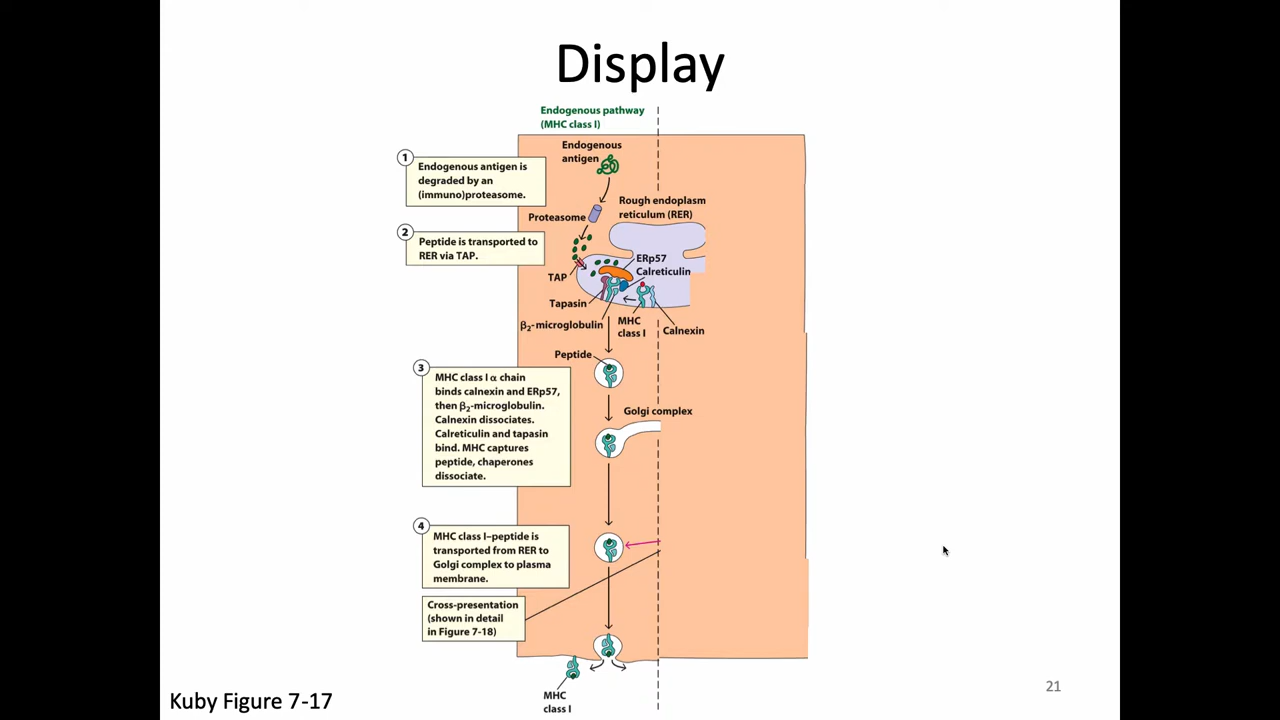 Display
Endogenous pathway
(MHC class I)
Endogenous
antigen
1
Endogenous antigen is
degraded by an
(immuno)proteasome.
Rough endoplasm
reticulum (RER)
Proteasome
2
Peptide is transported to
RER via TAP.
ERp57
Calreticulin
TAP
Tapasin
β2-microglobulin
MHC
class I
Calnexin
Peptide
3
MHC class I α chain
binds calnexin and ERp57,
then β2-microglobulin.
Calnexin dissociates.
Calreticulin and tapasin
bind. MHC captures
peptide, chaperones
dissociate.
Golgi complex
4
MHC class I–peptide is
transported from RER to
Golgi complex to plasma
membrane.
Cross-presentation
(shown in detail
in Figure 7-18)
MHC
class I
Kuby Figure 7-17
21